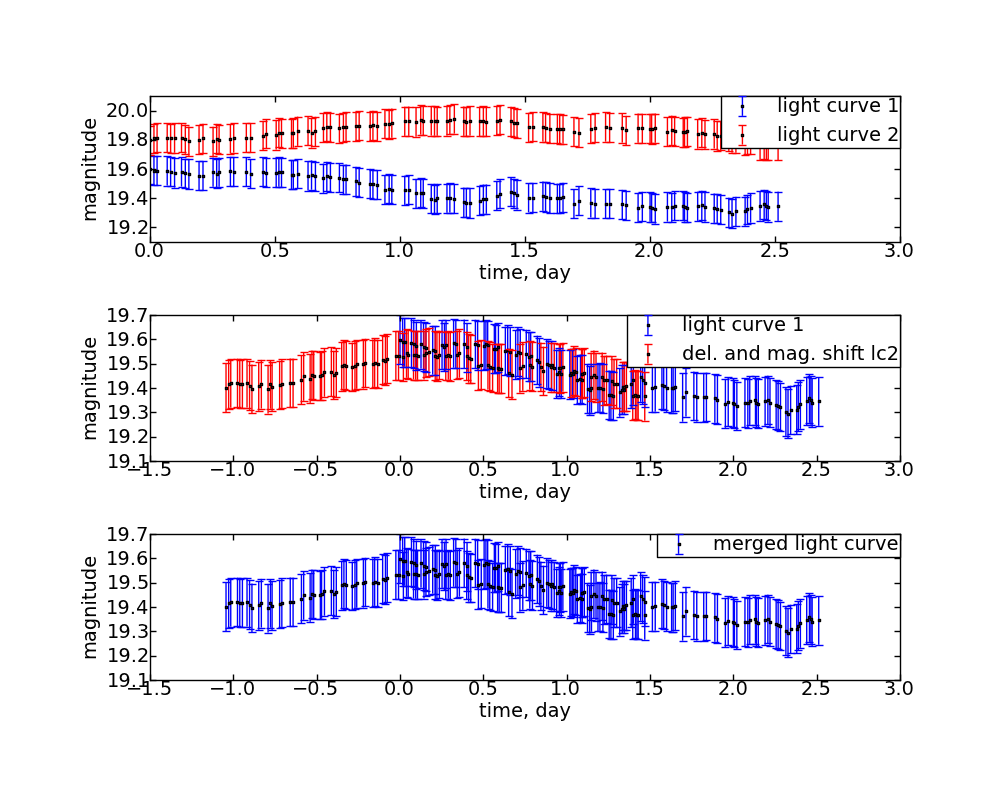 20.0
19.8
19.6
19.4
19.2
magnitude
light curve 1
light curve 2
0.0 0.5 1.0 1.5 2.0 2.5 3.0
time, day
19.7
19.6
19.5
19.4
19.3
19.2
19.1
magnitude
light curve 1
del. and mag. shift lc2
−1.5 −1.0 −0.5 0.0 0.5 1.0 1.5 2.0 2.5 3.0
time, day
19.7
19.6
19.5
19.4
19.3
19.2
19.1
magnitude
merged light curve
−1.5 −1.0 −0.5 0.0 0.5 1.0 1.5 2.0 2.5 3.0
time, day